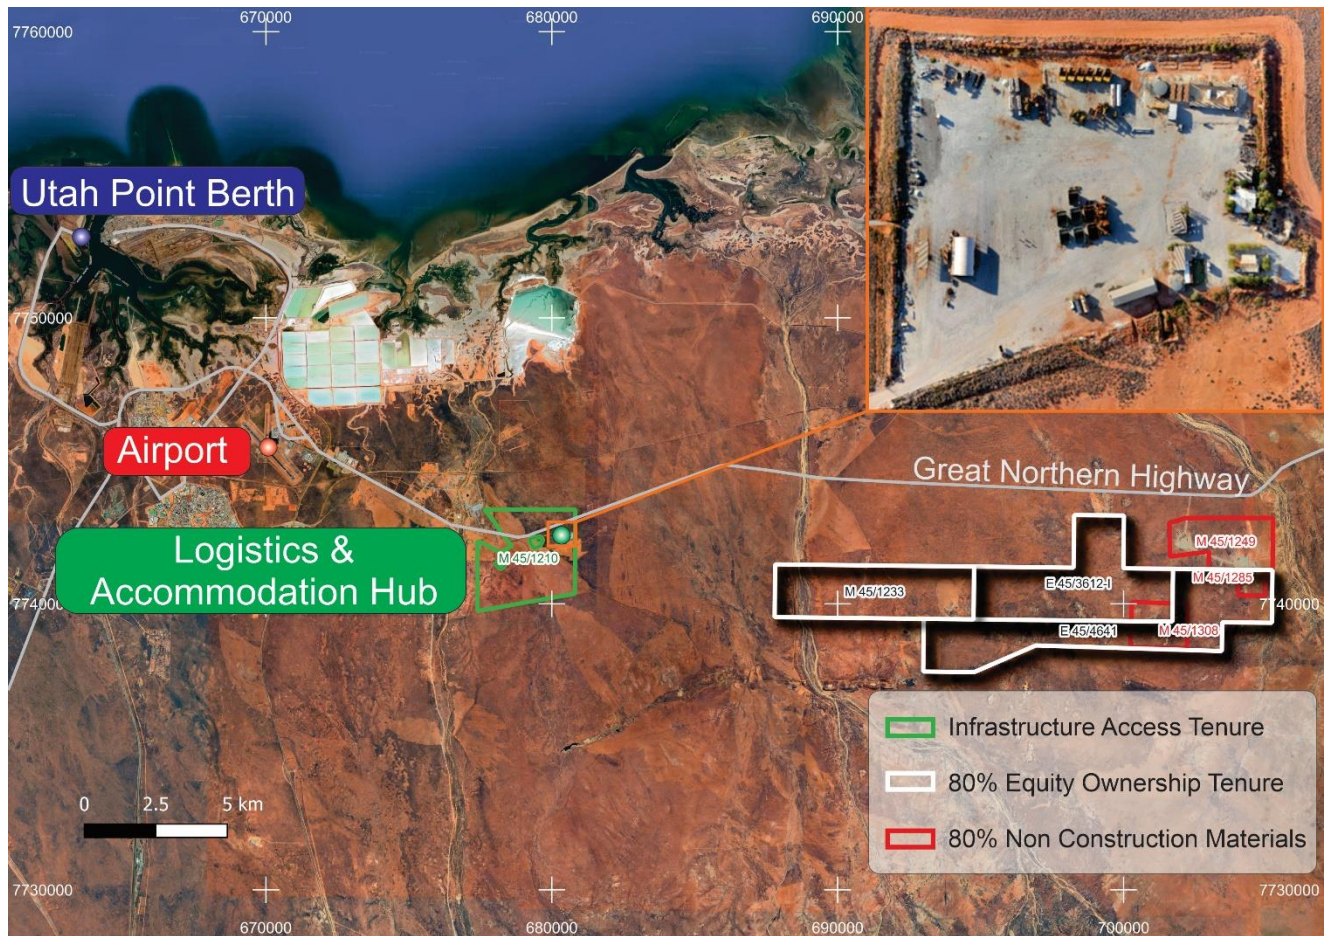 670000
680000
690000
7760000
Utah Point Berth
7750000
Airport
Great Northern Highway
Logistics &
Accommodation Hub
M 45/1210
M 45/1249
M 45/1285
M 45/1233
E 45/3612-I
7740000
7740000
E 45/4641
M 45/1308
Infrastructure Access Tenure
80% Equity Ownership Tenure
80% Non Construction Materials
0 2.5 5 km
7730000
7730000
670000
680000
690000
700000